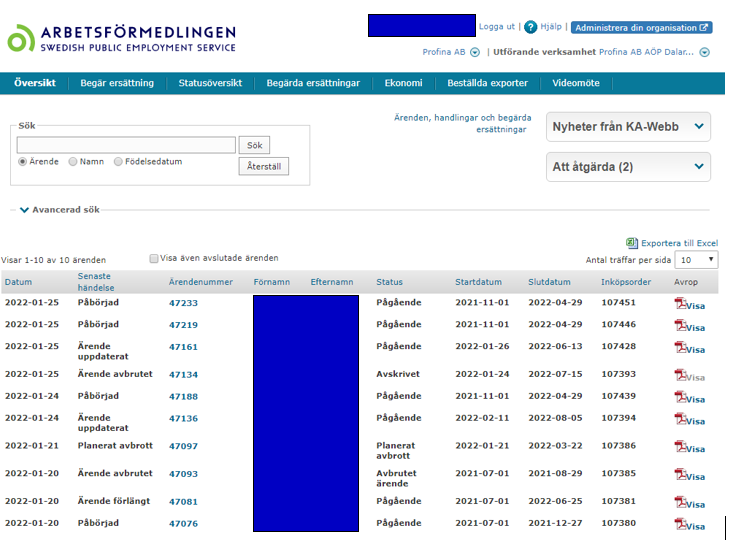 ARBETSFÖRMEDLINGEN
SWEDISH PUBLIC EMPLOYMENT SERVICE
Logga ut | ? Hjälp | Administrera din organisation
Profina AB | Utförande verksamhet Profina AB AÖP Dalar...
Översikt Begär ersättning Statusöversikt Begärda ersättningar Ekonomi Beställda exporter Videomöte
Sök
Sök
Ärende Namn Födelsedatum
Återställ
Ärenden, handlingar och begärda
ersättningar
Nyheter från KA-Webb
Att åtgärda (2)
Avancerad sök
Exportera till Excel
Visar 1-10 av 10 ärenden Visa även avslutade ärenden Antal träffar per sida 10
Datum Senaste händelse Ärendenummer Förnamn Efternamn Status Startdatum Slutdatum Inköpsorder Avrop
2022-01-25 Påbörjad 47233 Pågående 2021-11-01 2022-04-29 107451 Visa
2022-01-25 Påbörjad 47219 Pågående 2021-11-01 2022-04-29 107446 Visa
2022-01-25 Ärende uppdaterat 47161 Pågående 2022-01-26 2022-06-13 107428 Visa
2022-01-25 Ärende avbrutet 47134 Avskrivet 2022-01-24 2022-07-15 107393 Visa
2022-01-24 Påbörjad 47188 Pågående 2021-11-01 2022-04-29 107439 Visa
2022-01-24 Ärende uppdaterat 47136 Pågående 2022-02-11 2022-08-05 107394 Visa
2022-01-21 Planerat avbrott 47097 Planerat avbrott 2022-01-21 2022-03-22 107386 Visa
2022-01-20 Ärende avbrutet 47093 Avbrutet ärende 2021-07-01 2021-08-29 107385 Visa
2022-01-20 Ärende förlängt 47081 Pågående 2021-07-01 2022-06-25 107381 Visa
2022-01-20 Påbörjad 47076 Pågående 2021-07-01 2021-12-27 107380 Visa